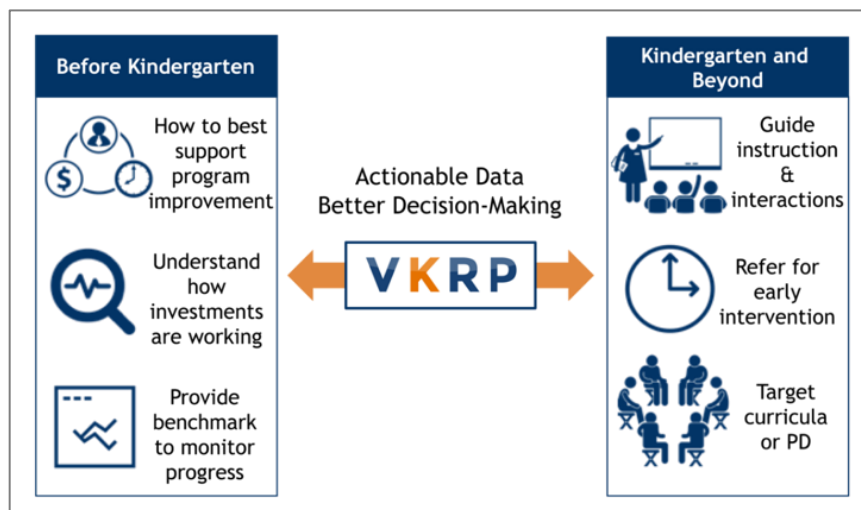 Before Kindergarten
How to best
support
program
improvement
$
Understand
how
investments
are working
Provide
benchmark
to monitor
progress
Actionable Data
Better Decision-Making
VKRP
Kindergarten and
Beyond
Guide
instruction
&
interactions
Refer for
early
intervention
Target
curricula
or PD